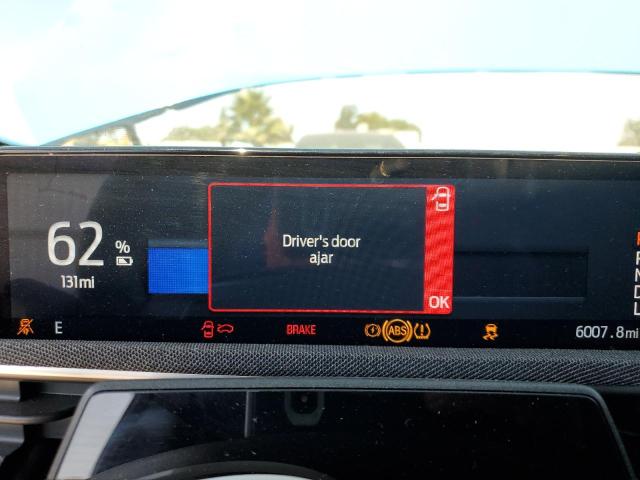 62 %
131mi
Driver's door
ajar
OK
E
BRAKE
ABS
6007.8mi
R
N
D
L